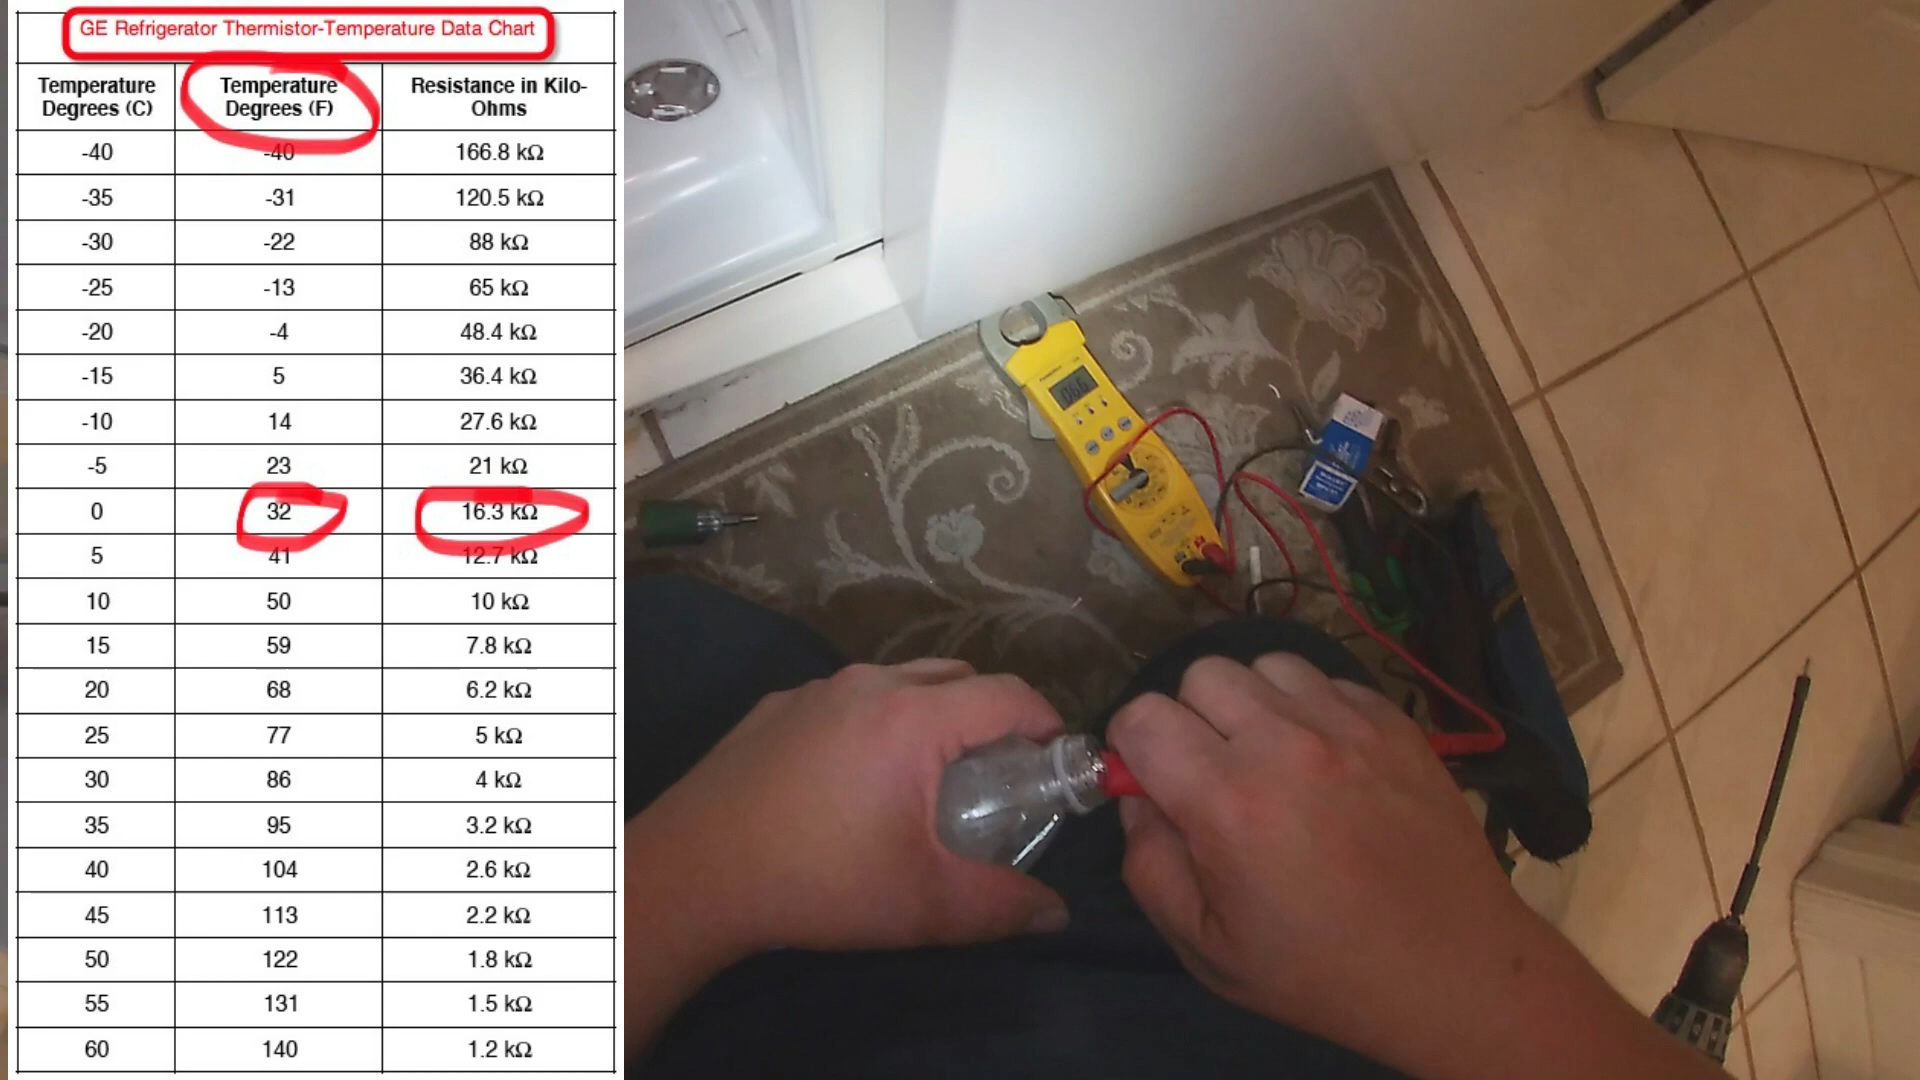 GE Refrigerator Thermistor-Temperature Data Chart
Temperature Degrees (C) Temperature Degrees (F) Resistance in Kilo-Ohms
-40 -40 166.8 kΩ
-35 -31 120.5 kΩ
-30 -22 88 kΩ
-25 -13 65 kΩ
-20 -4 48.4 kΩ
-15 5 36.4 kΩ
-10 14 27.6 kΩ
-5 23 21 kΩ
0 32 16.3 kΩ
5 41 12.7 kΩ
10 50 10 kΩ
15 59 7.8 kΩ
20 68 6.2 kΩ
25 77 5 kΩ
30 86 4 kΩ
35 95 3.2 kΩ
40 104 2.6 kΩ
45 113 2.2 kΩ
50 122 1.8 kΩ
55 131 1.5 kΩ
60 140 1.2 kΩ